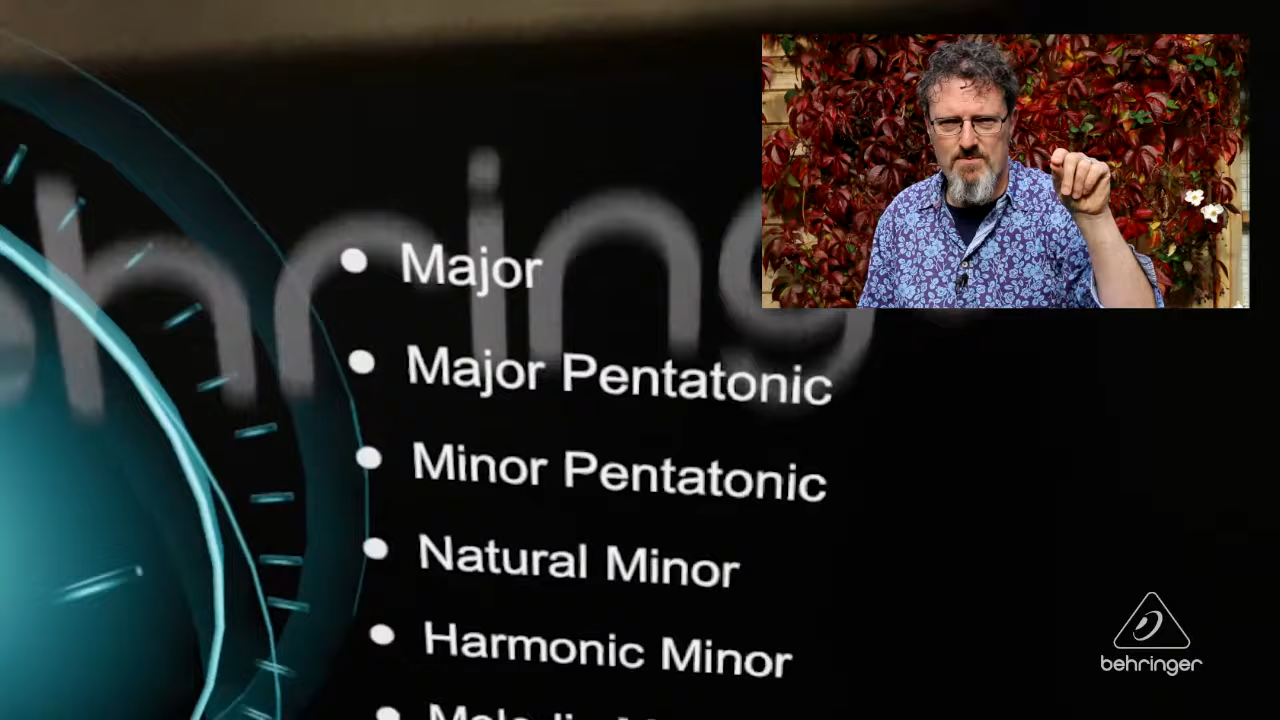 Major
Major Pentatonic
Minor Pentatonic
Natural Minor
Harmonic Minor
behringer